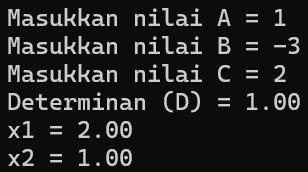 Masukkan nilai A = 1
Masukkan nilai B = -3
Masukkan nilai C = 2
Determinan (D) = 1.00
x1 = 2.00
x2 = 1.00